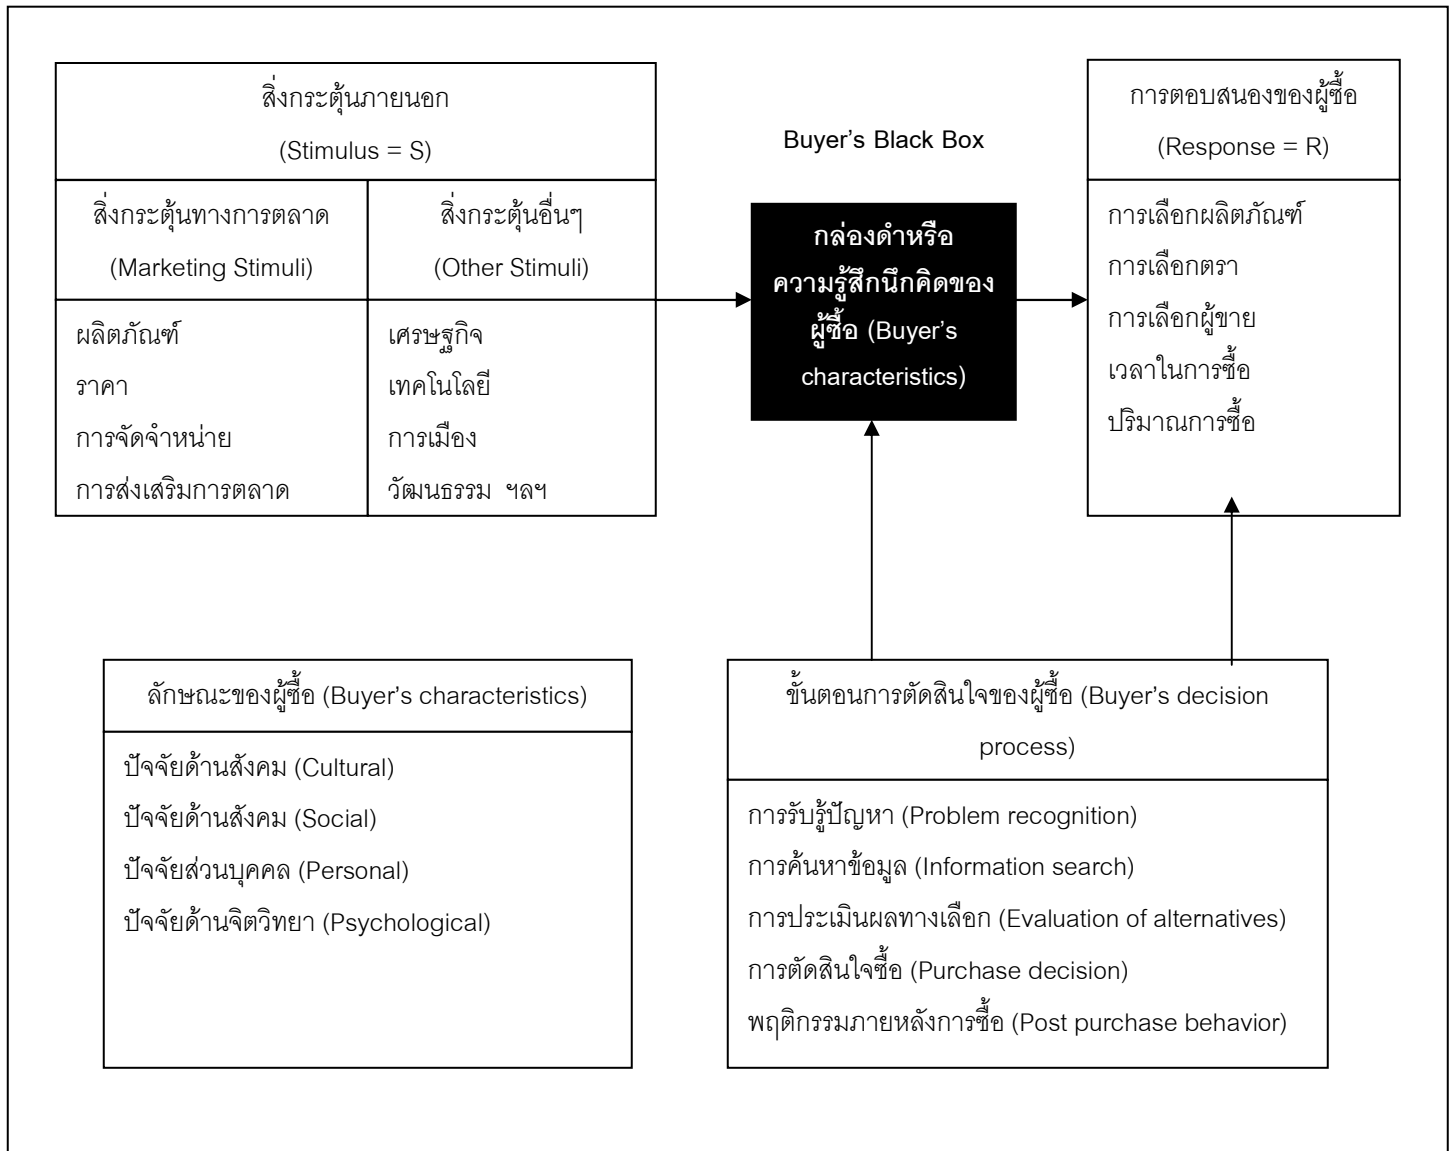 สิ่งกระตุ้นภายนอก
(Stimulus = S)
สิ่งกระตุ้นทางการตลาด
(Marketing Stimuli)
สิ่งกระตุ้นอื่นๆ
(Other Stimuli)
ผลิตภัณฑ์
ราคา
การจัดจำหน่าย
การส่งเสริมการตลาด
เศรษฐกิจ
เทคโนโลยี
การเมือง
วัฒนธรรม ฯลฯ
Buyer's Black Box
กล่องดำหรือ
ความรู้สึกนึกคิดของ
ผู้ซื้อ (Buyer's
characteristics)
การตอบสนองของผู้ซื้อ
(Response = R)
การเลือกผลิตภัณฑ์
การเลือกตรา
การเลือกผู้ขาย
เวลาในการซื้อ
ปริมาณการซื้อ
ลักษณะของผู้ซื้อ (Buyer's characteristics)
ปัจจัยด้านสังคม (Cultural)
ปัจจัยด้านสังคม (Social)
ปัจจัยส่วนบุคคล (Personal)
ปัจจัยด้านจิตวิทยา (Psychological)
ขั้นตอนการตัดสินใจของผู้ซื้อ (Buyer's decision
process)
การรับรู้ปัญหา (Problem recognition)
การค้นหาข้อมูล (Information search)
การประเมินผลทางเลือก (Evaluation of alternatives)
การตัดสินใจซื้อ (Purchase decision)
พฤติกรรมภายหลังการซื้อ (Post purchase behavior)